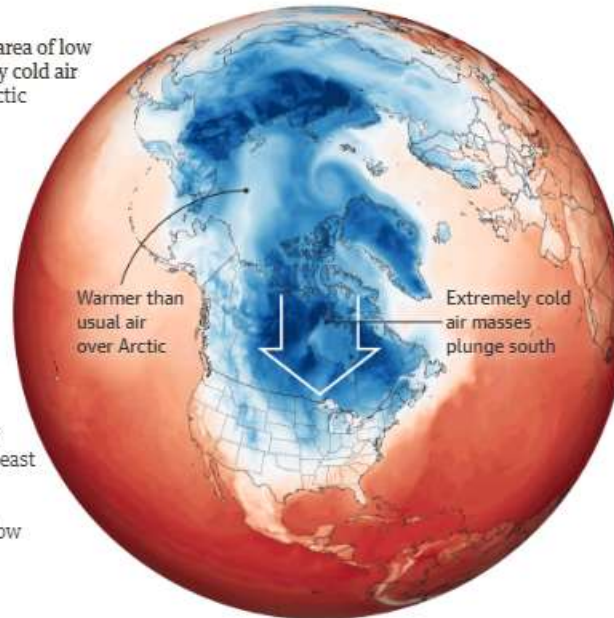 area of low
y cold air
ctic
Warmer than
usual air
over Arctic
Extremely cold
air masses
plunge south
east
ow